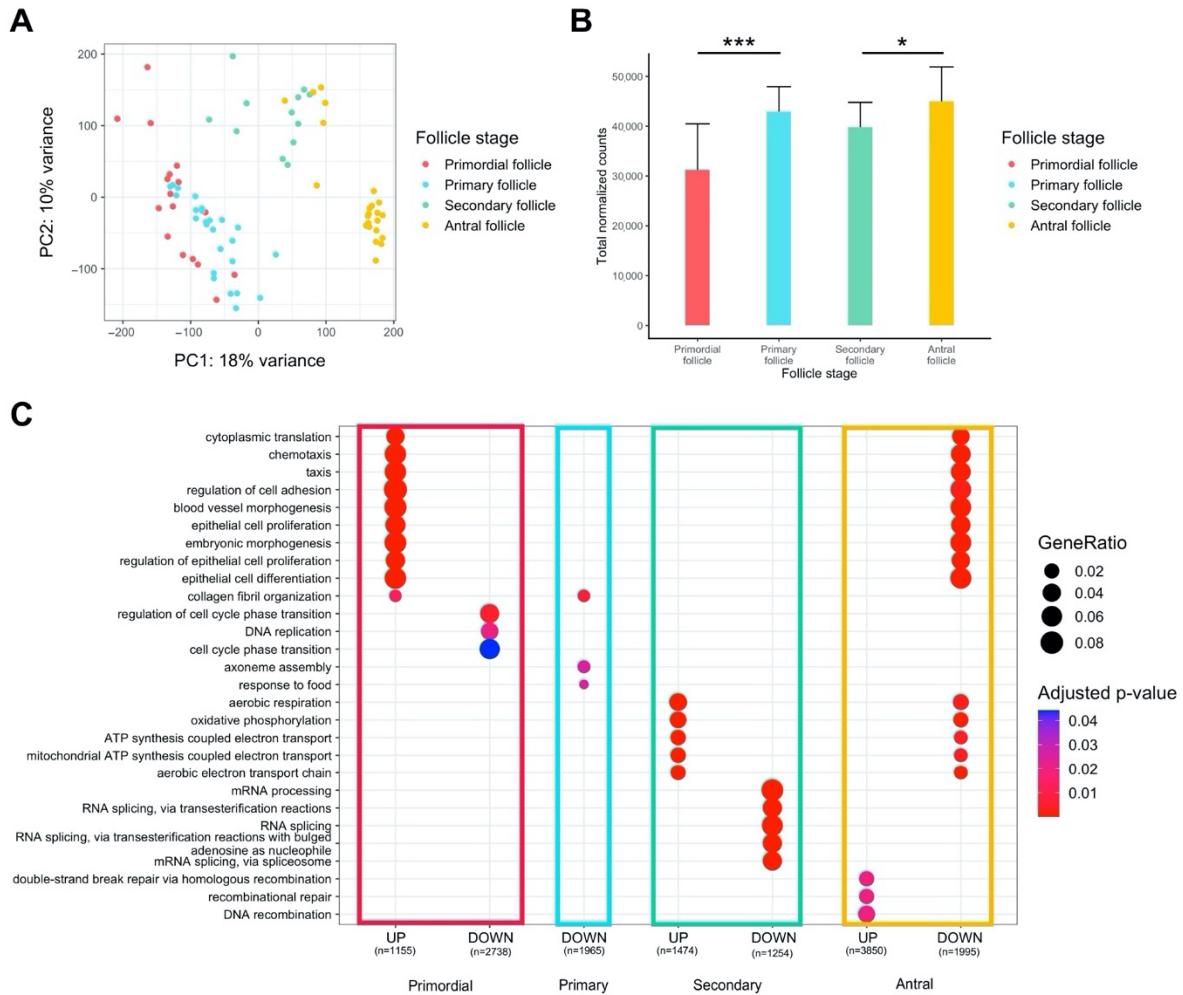 A
200
100
0
−100
−200
−100
0
100
200
PC2: 10% variance
PC1: 18% variance
Follicle stage
Primordial follicle
Primary follicle
Secondary follicle
Antral follicle
B
***
*
50,000
40,000
30,000
20,000
10,000
0
Total normalized counts
Primordial
follicle
Primary
follicle
Secondary
follicle
Antral
follicle
Follicle stage
Follicle stage
Primordial follicle
Primary follicle
Secondary follicle
Antral follicle
C
cytoplasmic translation
chemotaxis
taxis
regulation of cell adhesion
blood vessel morphogenesis
epithelial cell proliferation
embryonic morphogenesis
regulation of epithelial cell proliferation
epithelial cell differentiation
collagen fibril organization
regulation of cell cycle phase transition
DNA replication
cell cycle phase transition
axoneme assembly
response to food
aerobic respiration
oxidative phosphorylation
ATP synthesis coupled electron transport
mitochondrial ATP synthesis coupled electron transport
aerobic electron transport chain
mRNA processing
RNA splicing, via transesterification reactions
RNA splicing
RNA splicing, via transesterification reactions with bulged
adenosine as nucleophile
mRNA splicing, via spliceosome
double-strand break repair via homologous recombination
recombinational repair
DNA recombination
UP
(n=1155)
DOWN
(n=2738)
DOWN
(n=1965)
UP
(n=1474)
DOWN
(n=1254)
UP
(n=3850)
DOWN
(n=1995)
Primordial
Primary
Secondary
Antral
GeneRatio
0.02
0.04
0.06
0.08
Adjusted p-value
0.04
0.03
0.02
0.01